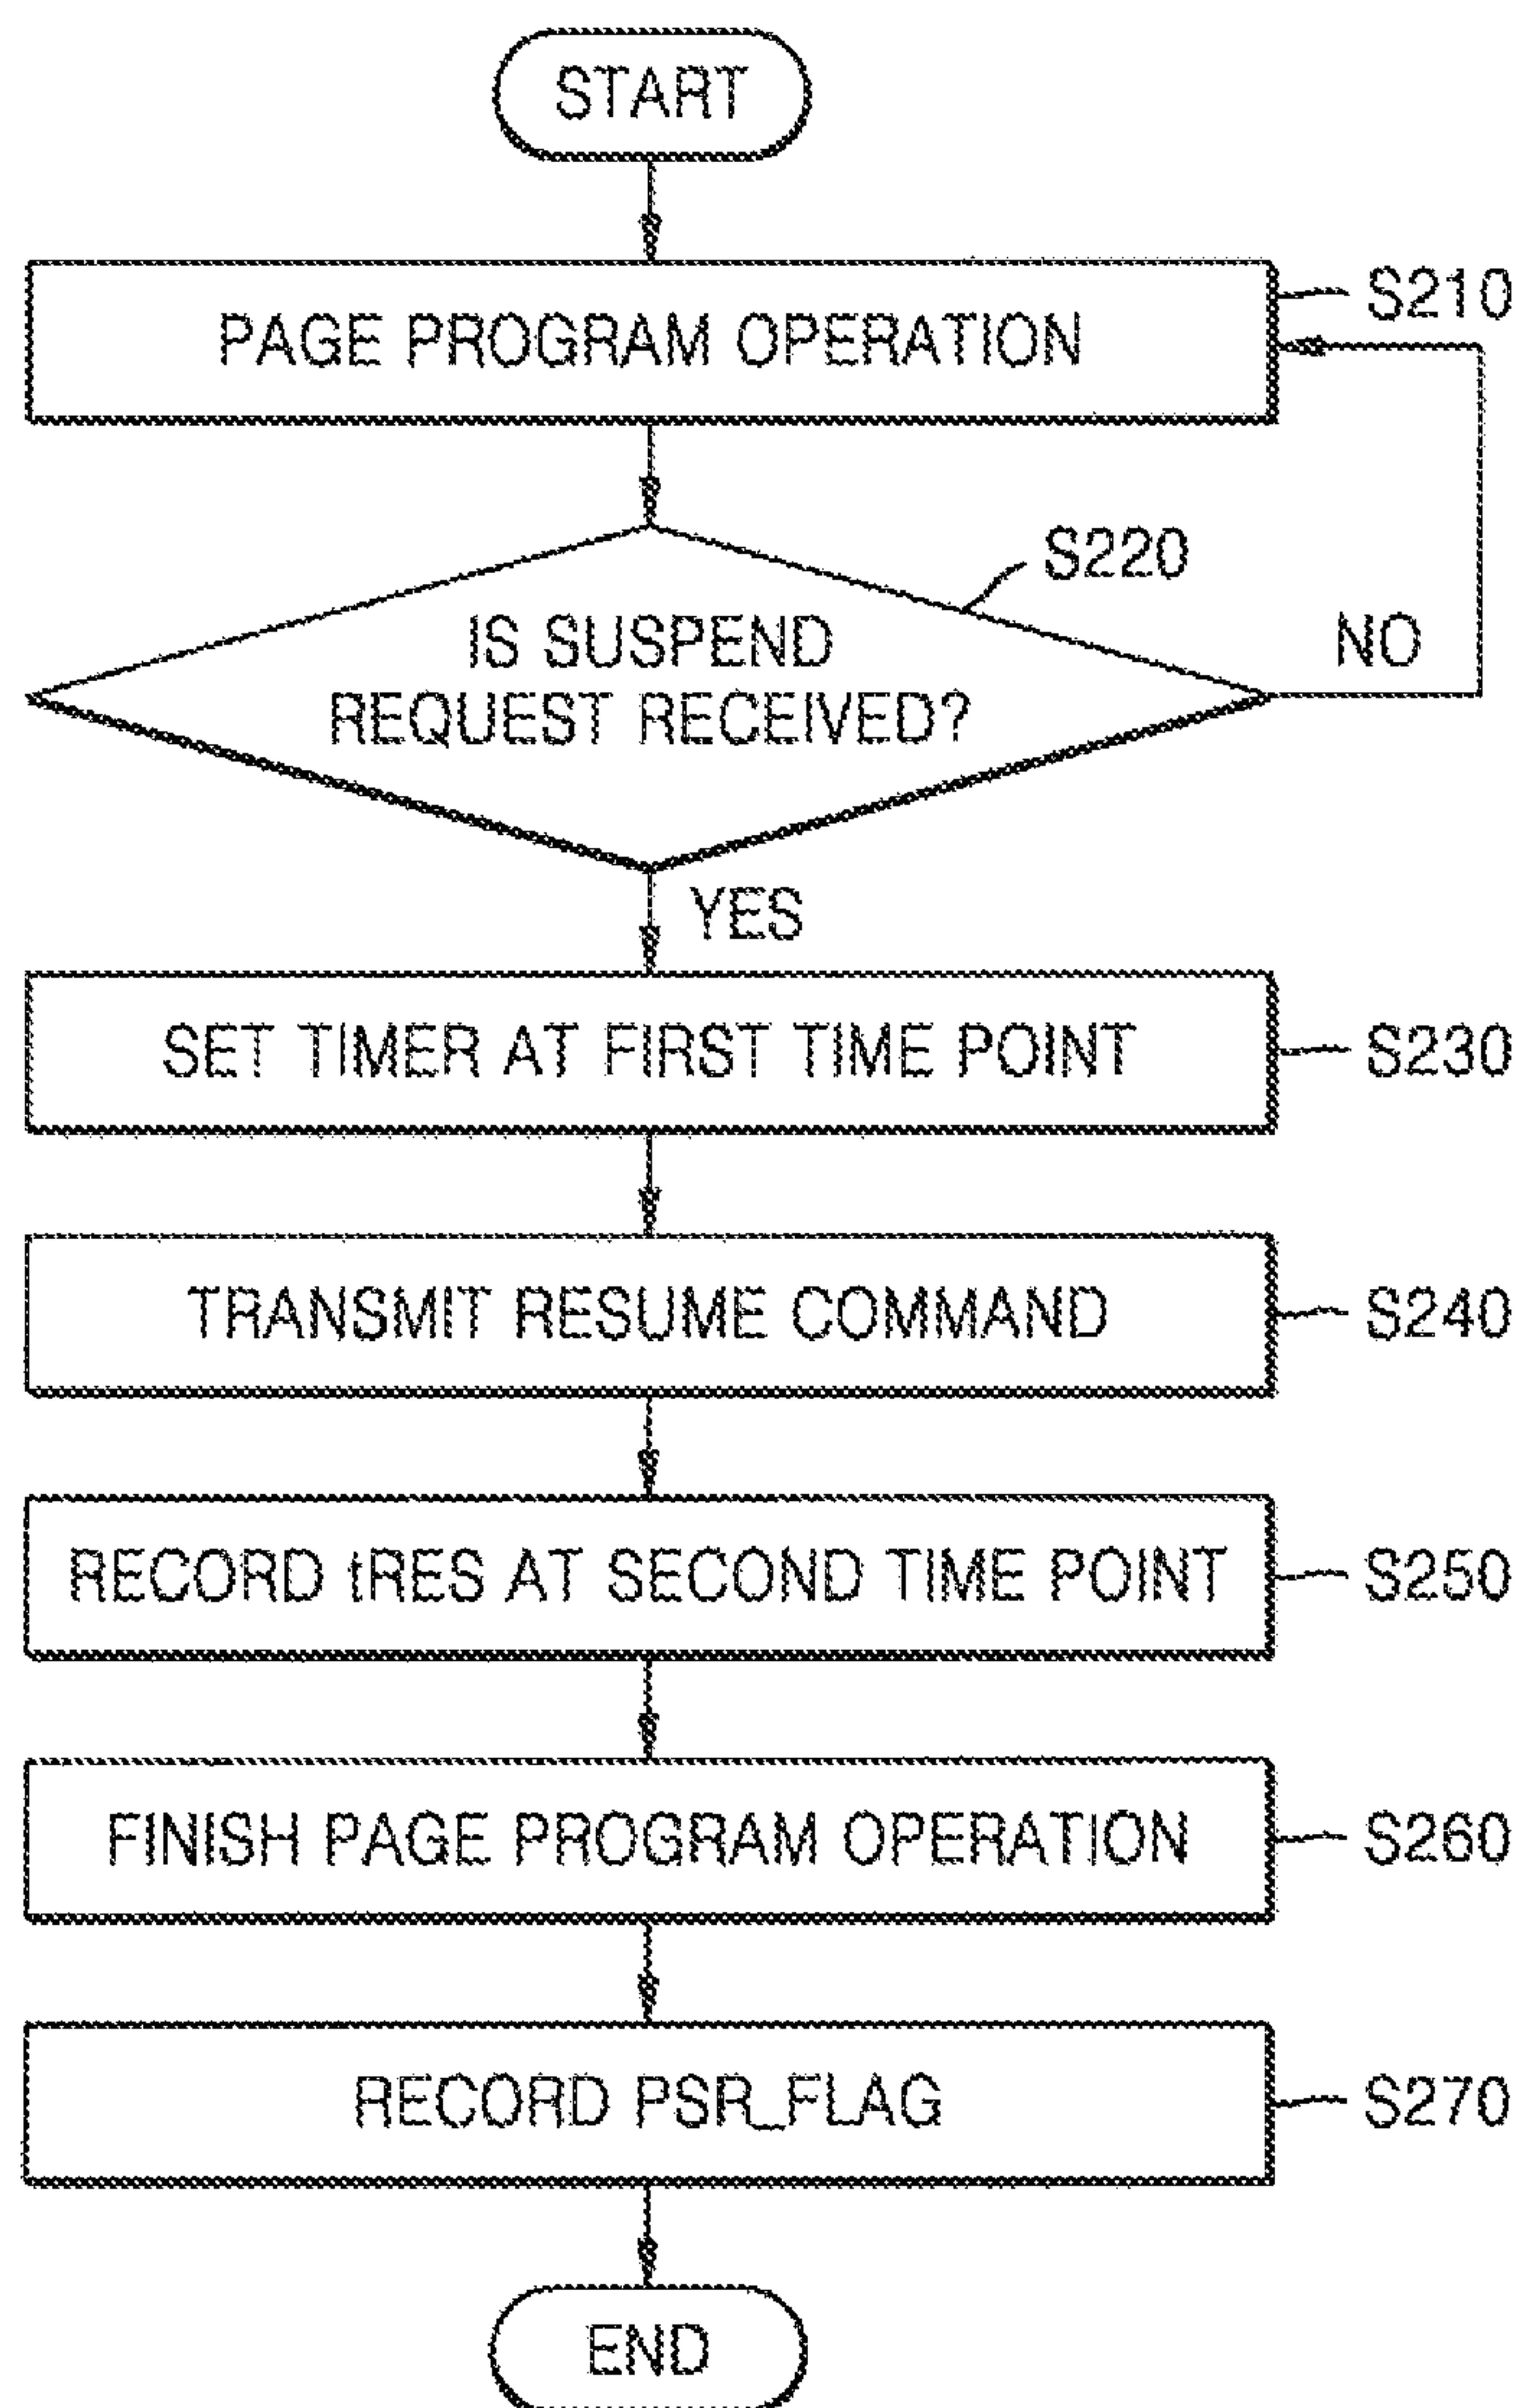 START
PAGE PROGRAM OPERATION
S210
S220
IS SUSPEND
REQUEST RECEIVED?
NO
YES
SET TIMER AT FIRST TIME POINT
S230
TRANSMIT RESUME COMMAND
S240
RECORD tRES AT SECOND TIME POINT
S250
FINISH PAGE PROGRAM OPERATION
S260
RECORD PSR_FLAG
S270
END